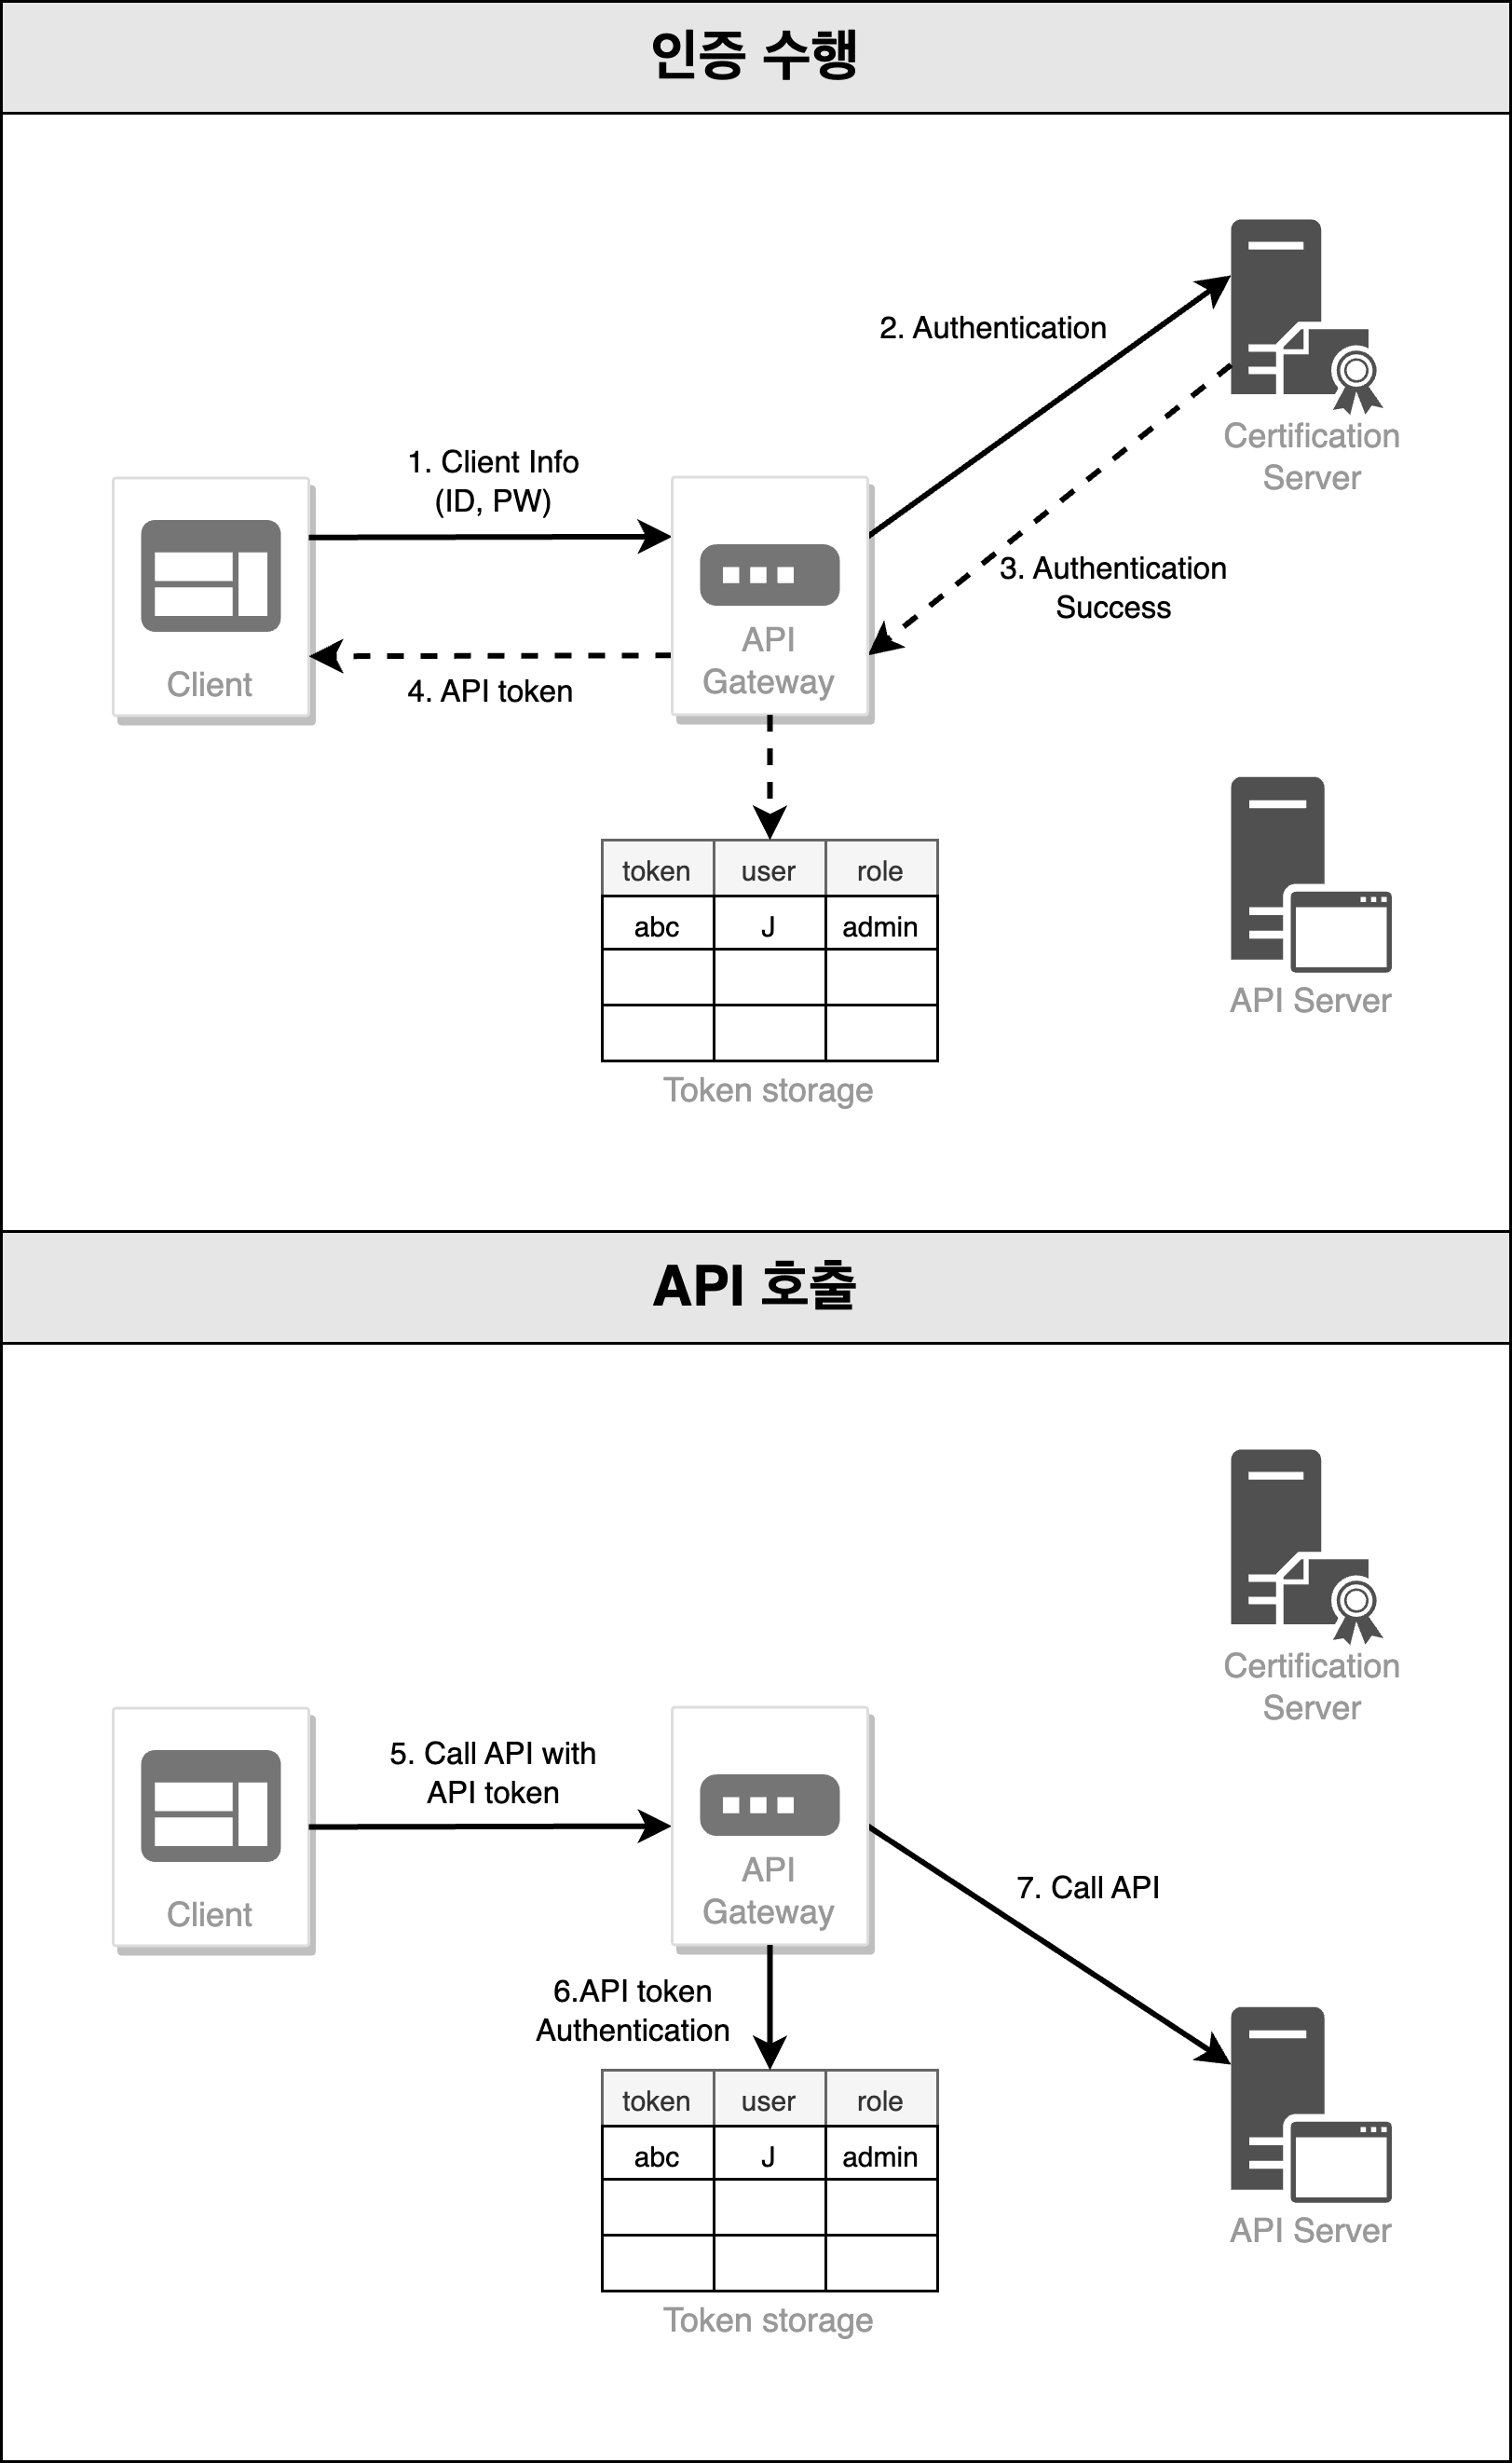 인증 수행
2. Authentication
Certification
Server
1. Client Info
(ID, PW)
3. Authentication
Success
API
Gateway
Client
4. API token
token user role
abc J admin
Token storage
API Server
API 호출
Certification
Server
5. Call API with
API token
API
Gateway
Client
7. Call API
6.API token
Authentication
token user role
abc J admin
Token storage
API Server